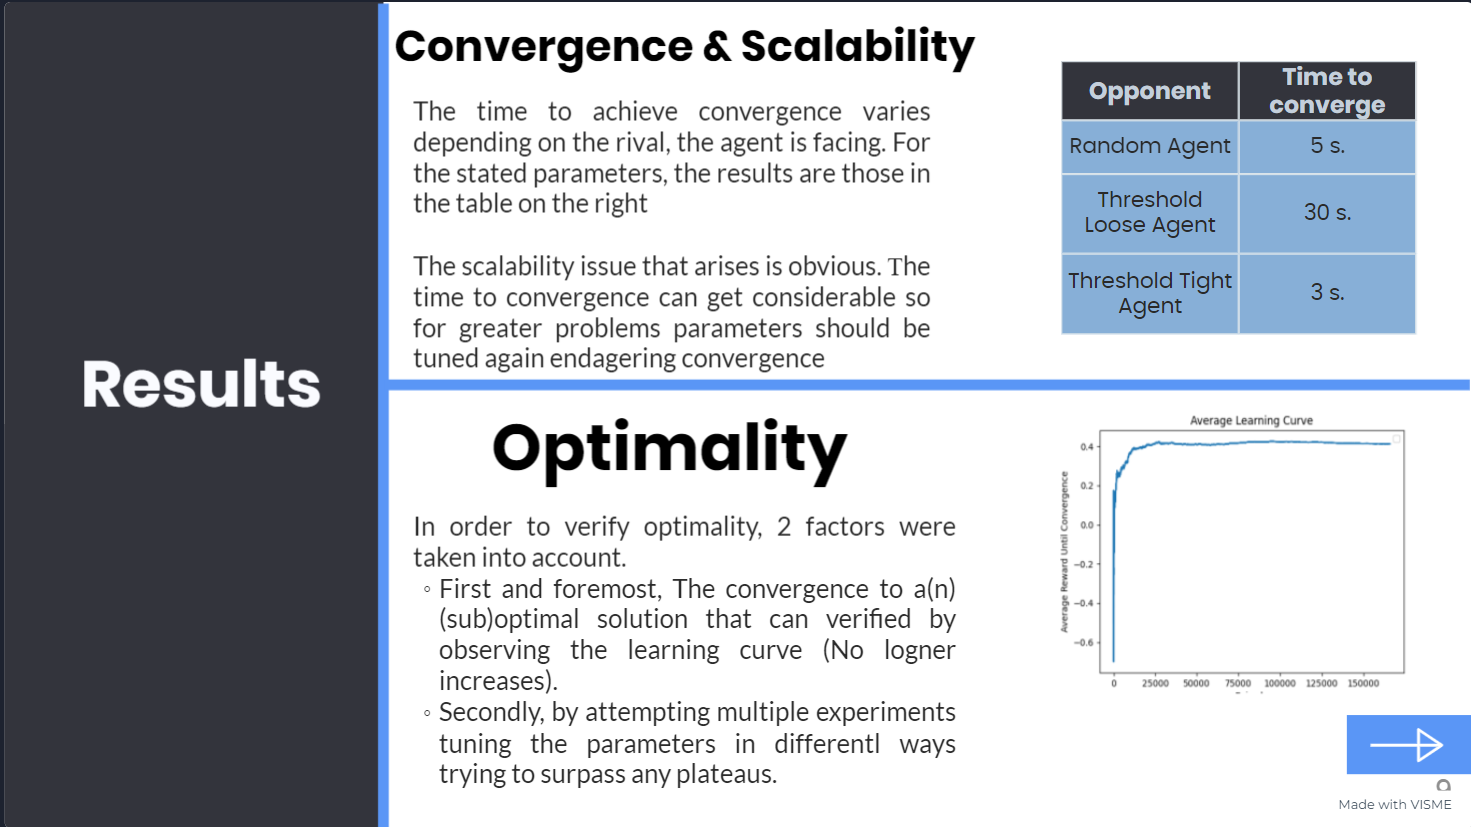 Results
Convergence & Scalability
The time to achieve convergence varies
depending on the rival, the agent is facing. For
the stated parameters, the results are those in
the table on the right
The scalability issue that arises is obvious. The
time to convergence can get considerable so
for greater problems parameters should be
tuned again endagering convergence
Opponent
Time to
converge
Random Agent
5 s.
Threshold
Loose Agent
30 s.
Threshold Tight
Agent
3 s.
Optimality
In order to verify optimality, 2 factors were
taken into account.
◦ First and foremost, The convergence to a(n)
(sub)optimal solution that can verified by
observing the learning curve (No logner
increases).
◦ Secondly, by attempting multiple experiments
tuning the parameters in differentl ways
trying to surpass any plateaus.
Average Learning Curve
Average Reward Until Convergence
0.4
0.2
0.0
−0.2
−0.4
−0.6
0 25000 50000 75000 100000 125000 150000
Made with VISME